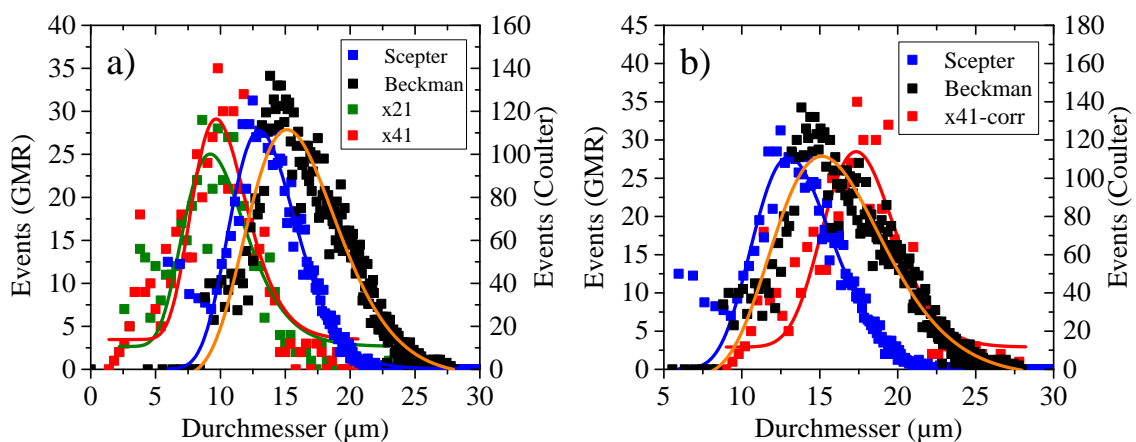 a)
Scepter
Beckman
x21
x41
Events (GMR)
40
35
30
25
20
15
10
5
0
Events (Coulter)
160
140
120
100
80
60
40
20
0
0 5 10 15 20 25 30
Durchmesser (µm)
b)
Scepter
Beckman
x41-corr
Events (GMR)
45
40
35
30
25
20
15
10
5
0
Events (Coulter)
180
160
140
120
100
80
60
40
20
0
5 10 15 20 25 30
Durchmesser (µm)